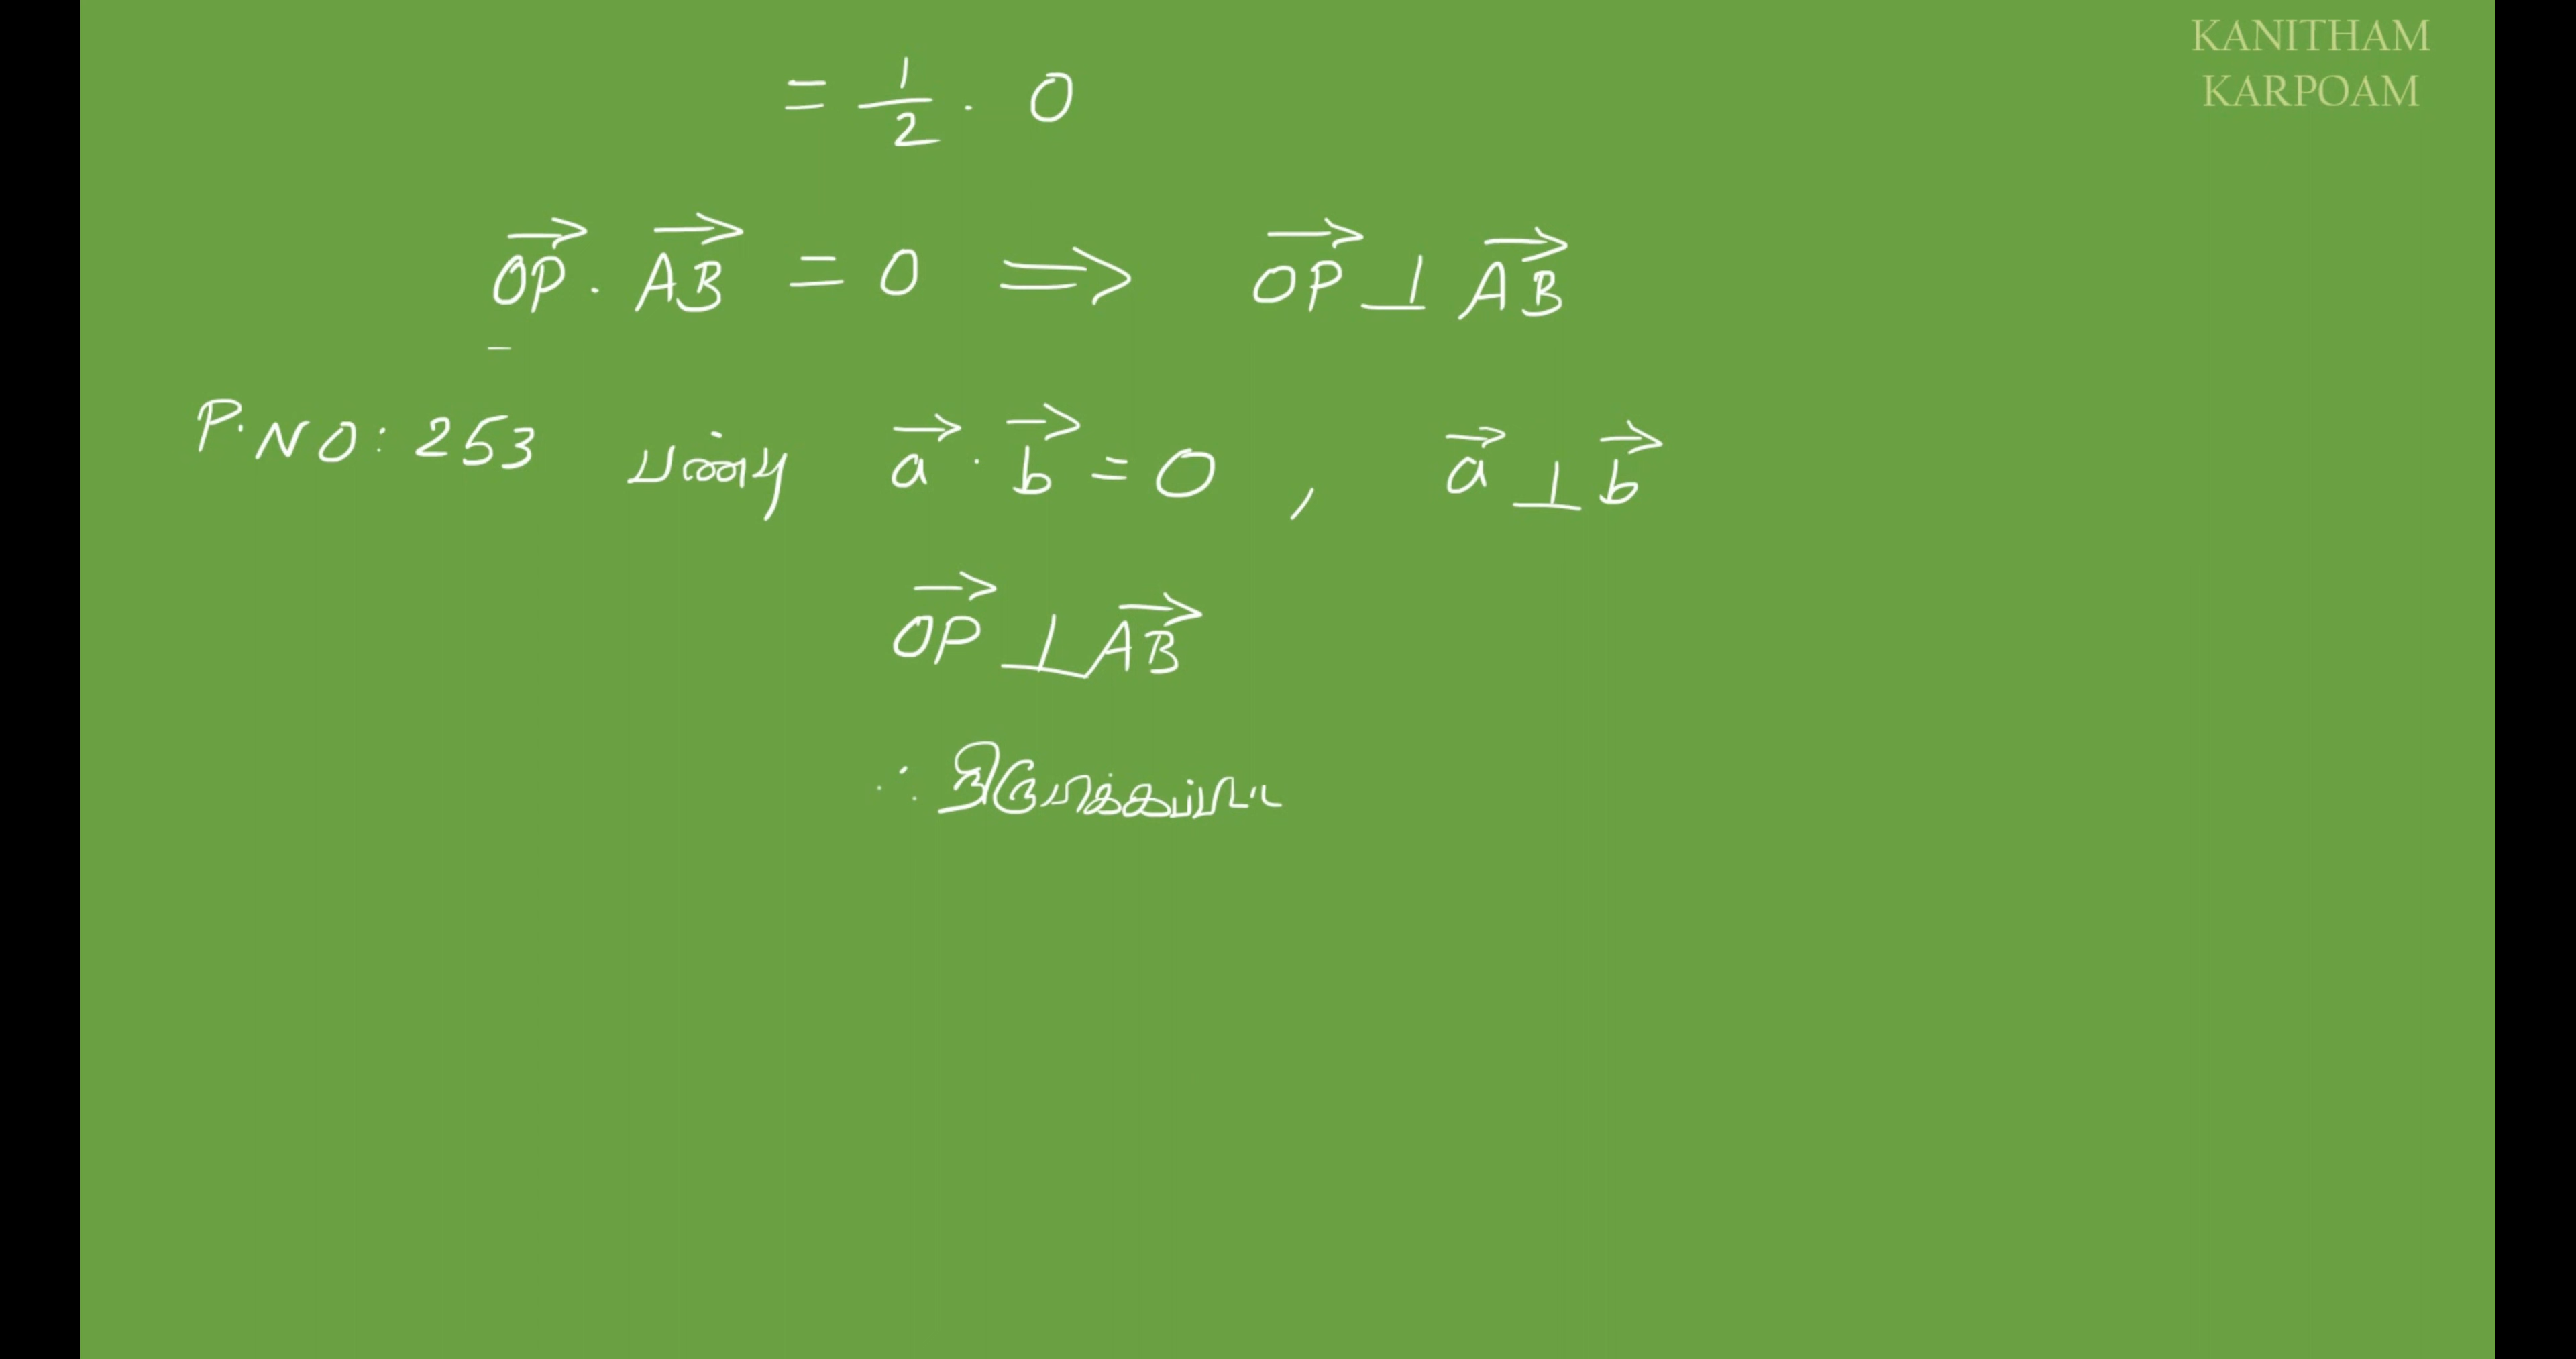 KANITHAM
KARPOAM
= 1/2 . 0
OP⃗ . AB⃗ = 0 ⟹ OP⃗ ⊥ AB⃗
P.NO: 253 பண்பு a⃗ . b⃗ = 0 , a⃗ ⊥ b⃗
OP⃗ ⊥ AB⃗
∴ நிரூபிக்கப்பட்ட